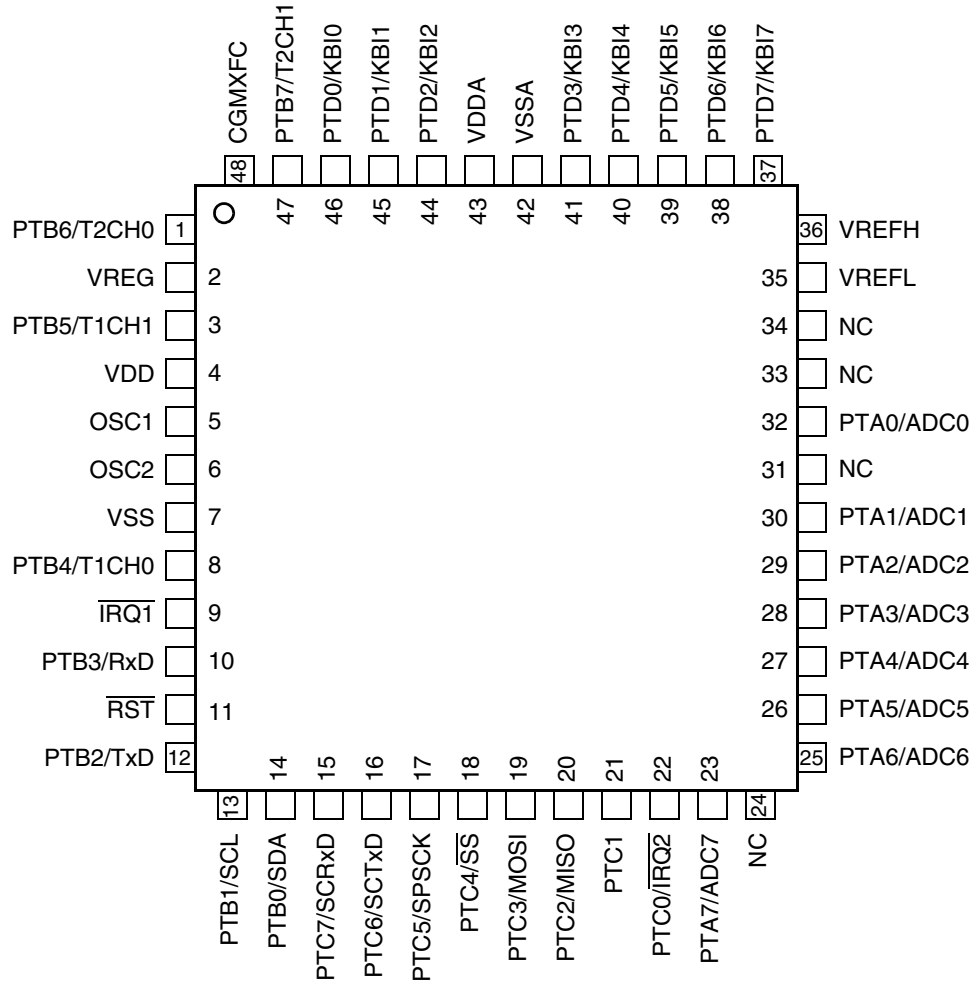 CGMXFC
PTB7/T2CH1
PTD0/KBI0
PTD1/KBI1
PTD2/KBI2
VDDA
VSSA
PTD3/KBI3
PTD4/KBI4
PTD5/KBI5
PTD6/KBI6
PTD7/KBI7
48
47
46
45
44
43
42
41
40
39
38
37
PTB6/T2CH0 1
VREG 2
PTB5/T1CH1 3
VDD 4
OSC1 5
OSC2 6
VSS 7
PTB4/T1CH0 8
I̅R̅Q̅1̅ 9
PTB3/RxD 10
R̅S̅T̅ 11
PTB2/TxD 12
36 VREFH
35 VREFL
34 NC
33 NC
32 PTA0/ADC0
31 NC
30 PTA1/ADC1
29 PTA2/ADC2
28 PTA3/ADC3
27 PTA4/ADC4
26 PTA5/ADC5
25 PTA6/ADC6
13
14
15
16
17
18
19
20
21
22
23
24
PTB1/SCL
PTB0/SDA
PTC7/SCRxD
PTC6/SCTxD
PTC5/SPSCK
PTC4/S̅S̅
PTC3/MOSI
PTC2/MISO
PTC1
PTC0/I̅R̅Q̅2̅
PTA7/ADC7
NC